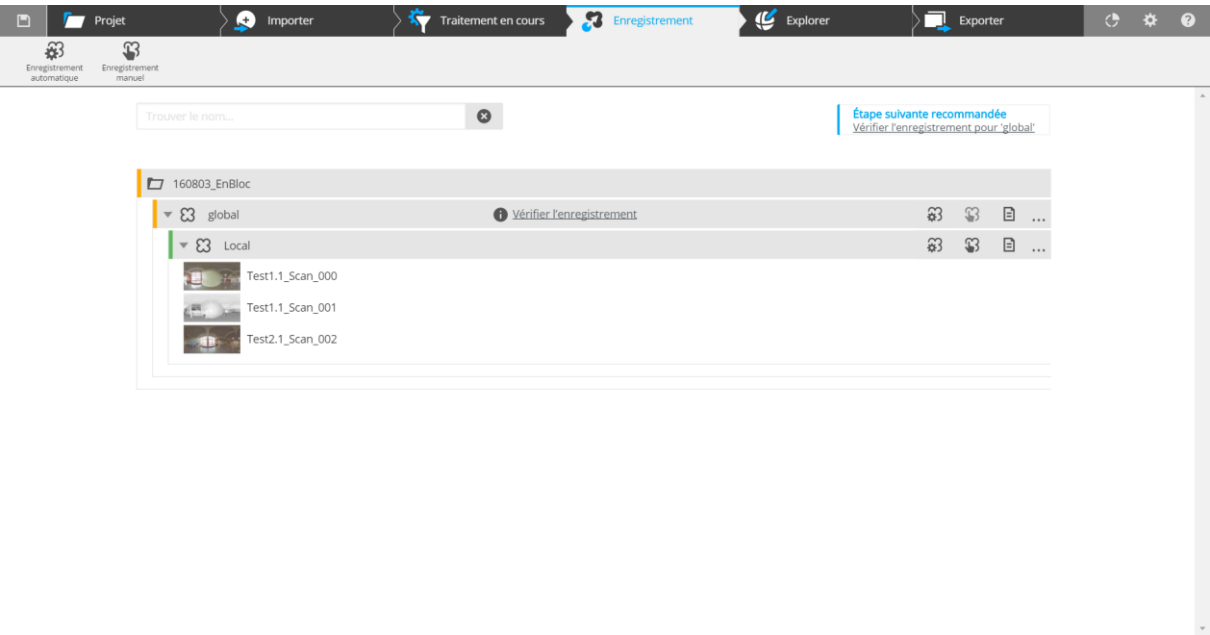 Projet
Importer
Traitement en cours
Enregistrement
Explorer
Exporter
Enregistrement
automatique
Enregistrement
manuel
Trouver le nom...
Étape suivante recommandée
Vérifier l'enregistrement pour 'global'
160803_EnBloc
global
Vérifier l'enregistrement
...
Local
...
Test1.1_Scan_000
Test1.1_Scan_001
Test2.1_Scan_002